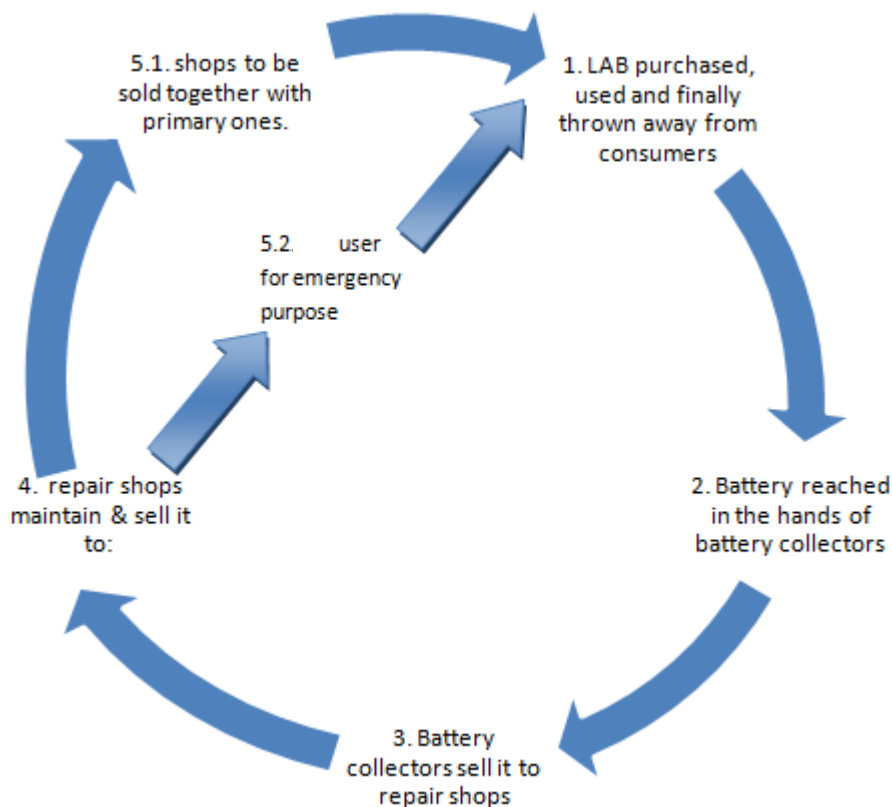 1. LAB purchased,
used and finally
thrown away from
consumers
2. Battery reached
in the hands of
battery collectors
3. Battery
collectors sell it to
repair shops
4. repair shops
maintain & sell it
to:
5.1. shops to be
sold together with
primary ones.
5.2. user
for emergency
purpose